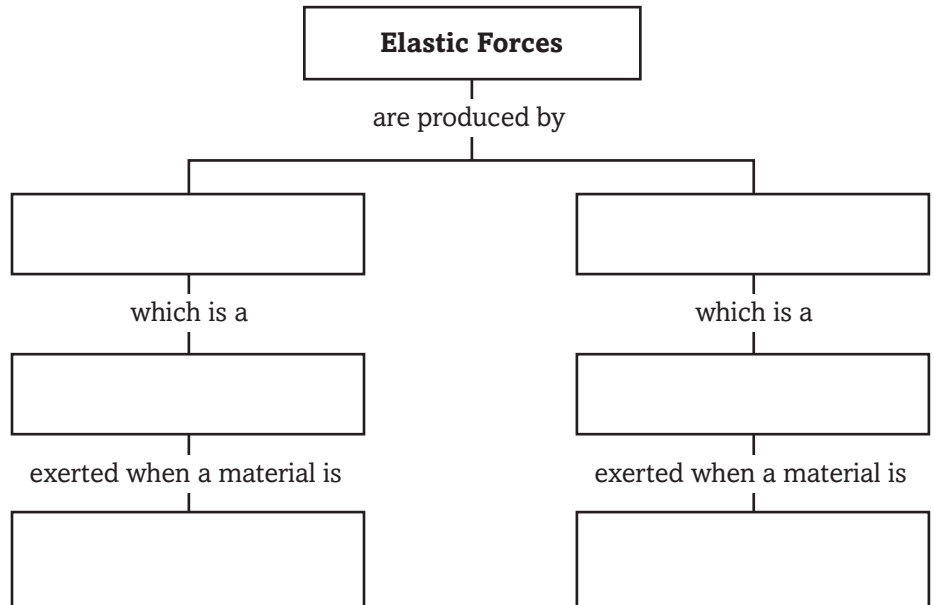 Elastic Forces
are produced by
which is a
which is a
exerted when a material is
exerted when a material is